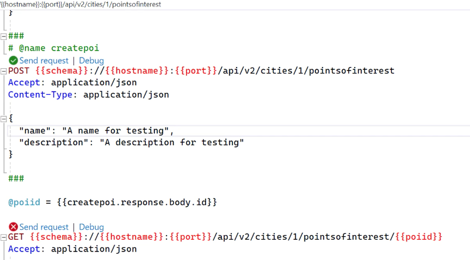 {{hostname}}:{{port}}/api/v2/cities/1/pointsofinterest
}
###
# @name createpoi
Send request | Debug
POST {{schema}}://{{hostname}}:{{port}}/api/v2/cities/1/pointsofinterest
Accept: application/json
Content-Type: application/json
{
"name": "A name for testing",
"description": "A description for testing"
}
###
@poiid = {{createpoi.response.body.id}}
Send request | Debug
GET {{schema}}://{{hostname}}:{{port}}/api/v2/cities/1/pointsofinterest/{{poiid}}
Accept: application/json